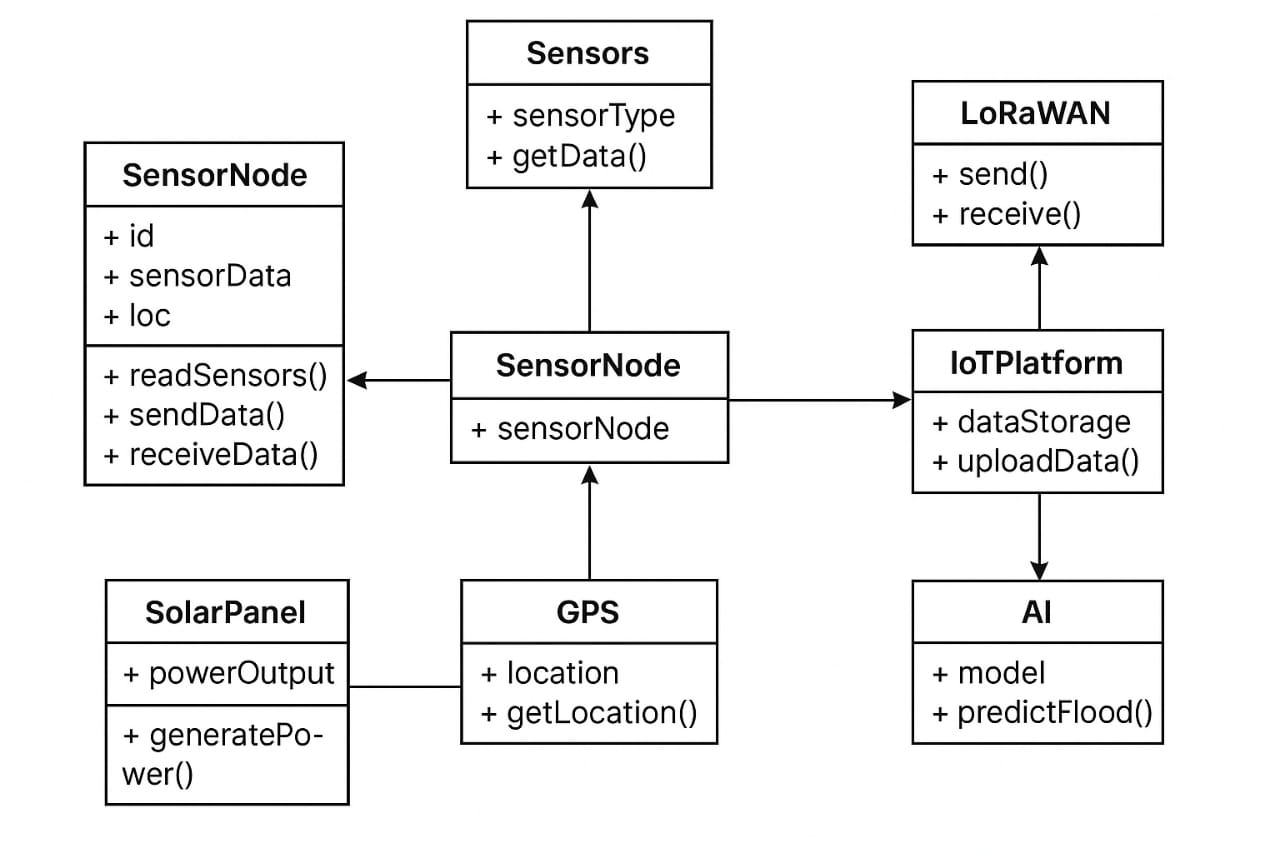 Sensors
+ sensorType
+ getData()
LoRaWAN
+ send()
+ receive()
SensorNode
+ id
+ sensorData
+ loc
+ readSensors()
+ sendData()
+ receiveData()
SensorNode
+ sensorNode
IoTPlatform
+ dataStorage
+ uploadData()
SolarPanel
+ powerOutput
+ generatePo-
wer()
GPS
+ location
+ getLocation()
AI
+ model
+ predictFlood()